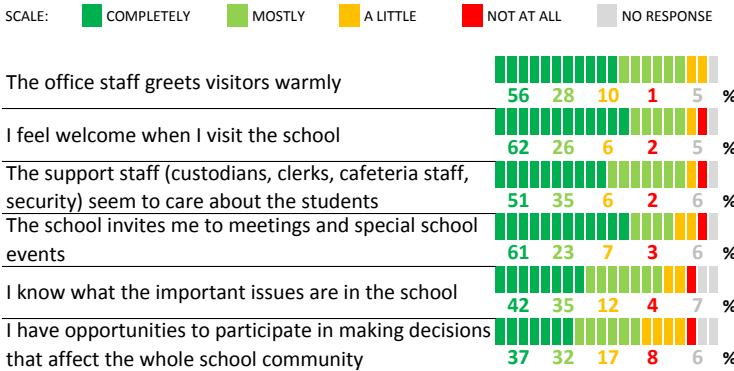 SCALE: COMPLETELY MOSTLY A LITTLE NOT AT ALL NO RESPONSE
The office staff greets visitors warmly
56 28 10 1 5 %
I feel welcome when I visit the school
62 26 6 2 5 %
The support staff (custodians, clerks, cafeteria staff,
security) seem to care about the students
51 35 6 2 6 %
The school invites me to meetings and special school
events
61 23 7 3 6 %
I know what the important issues are in the school
42 35 12 4 7 %
I have opportunities to participate in making decisions
that affect the whole school community
37 32 17 8 6 %